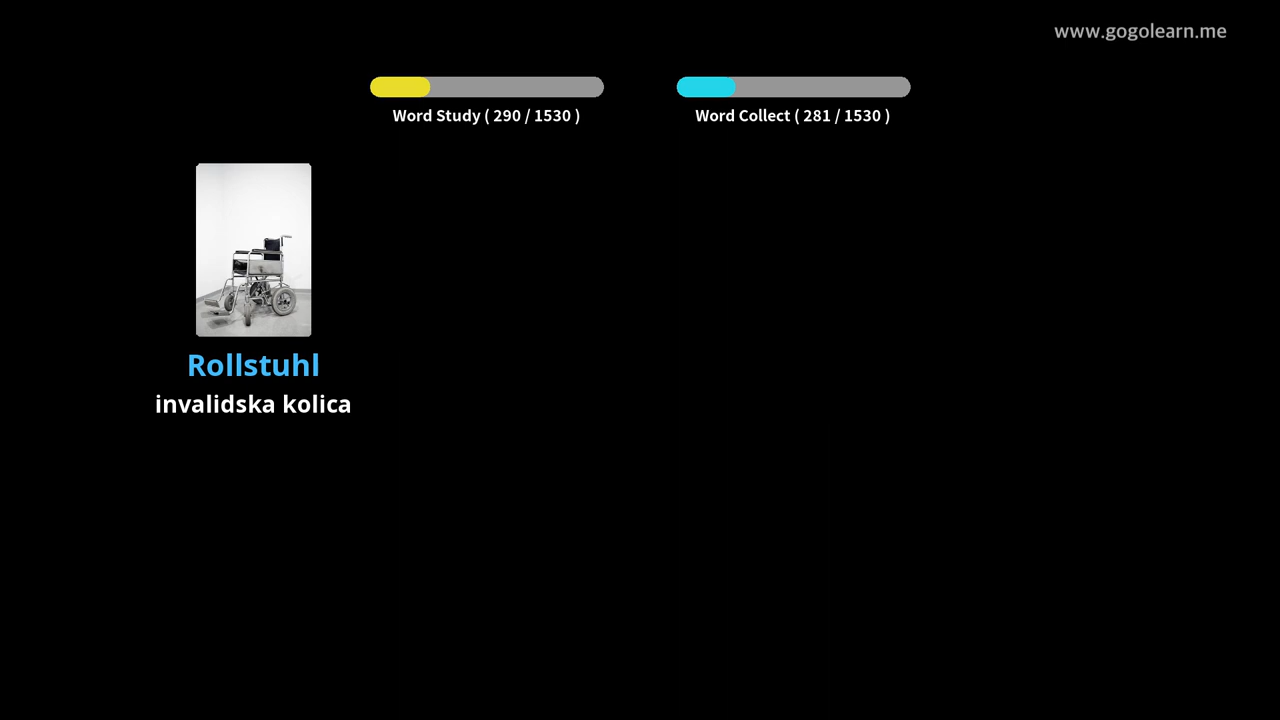 www.gogolearn.me
Word Study ( 290 / 1530 )
Word Collect ( 281 / 1530 )
Rollstuhl
invalidska kolica